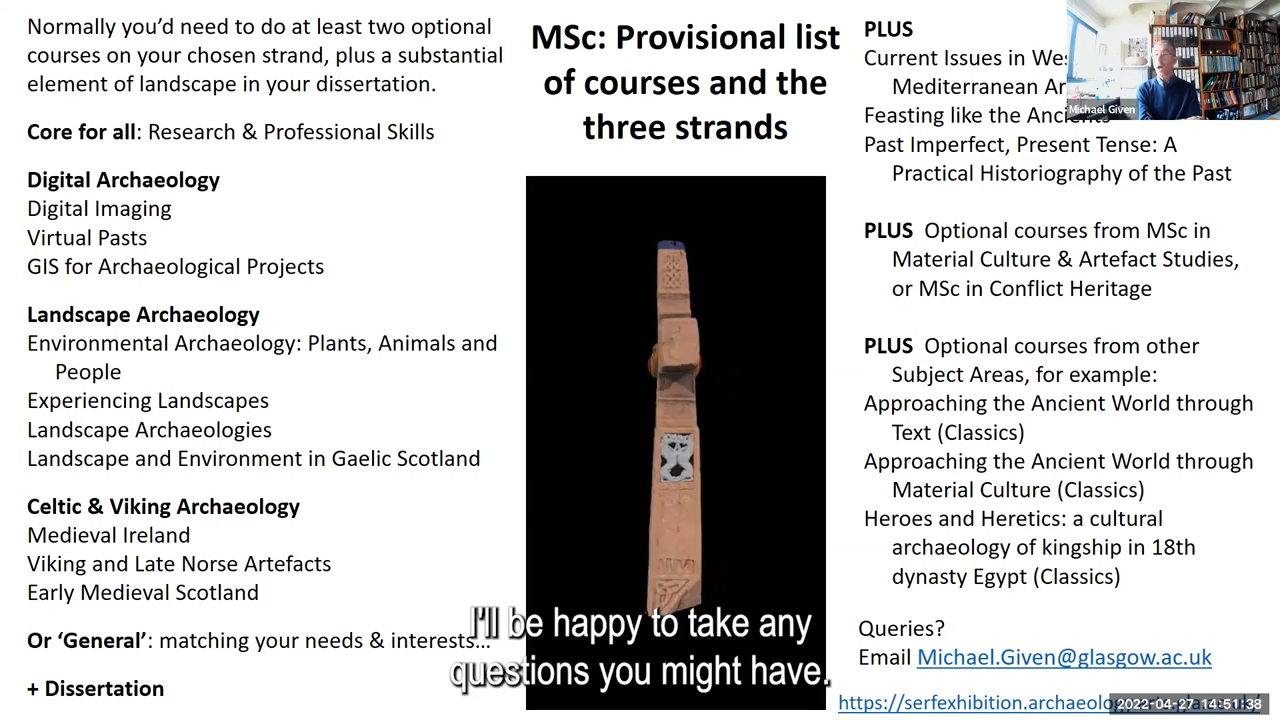 Normally you’d need to do at least two optional
courses on your chosen strand, plus a substantial
element of landscape in your dissertation.
Core for all: Research & Professional Skills
Digital Archaeology
Digital Imaging
Virtual Pasts
GIS for Archaeological Projects
Landscape Archaeology
Environmental Archaeology: Plants, Animals and
People
Experiencing Landscapes
Landscape Archaeologies
Landscape and Environment in Gaelic Scotland
Celtic & Viking Archaeology
Medieval Ireland
Viking and Late Norse Artefacts
Early Medieval Scotland
Or ‘General’: matching your needs & interests…
+ Dissertation
MSc: Provisional list
of courses and the
three strands
I'll be happy to take any
questions you might have.
PLUS
Current Issues in
Mediterranean
Feasting like the Ancients
Past Imperfect, Present Tense: A
Practical Historiography of the Past
PLUS Optional courses from MSc in
Material Culture & Artefact Studies,
or MSc in Conflict Heritage
PLUS Optional courses from other
Subject Areas, for example:
Approaching the Ancient World through
Text (Classics)
Approaching the Ancient World through
Material Culture (Classics)
Heroes and Heretics: a cultural
archaeology of kingship in 18th
dynasty Egypt (Classics)
Queries?
Email Michael.Given@glasgow.ac.uk
Michael Given
2022-04-27 14:51:38